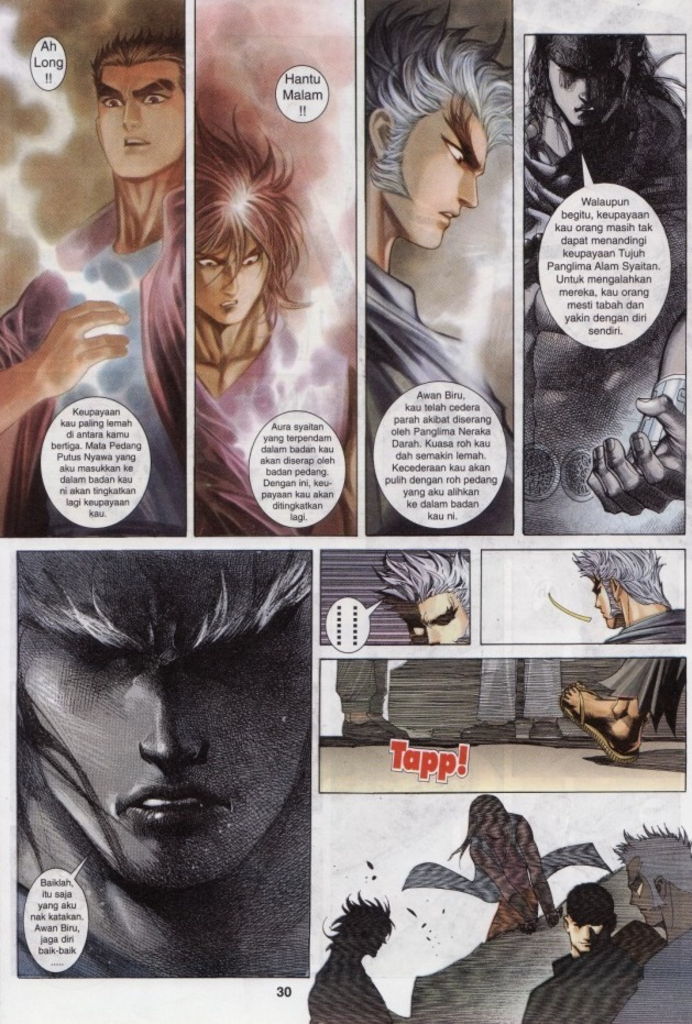 Ah
Long
!!
Keupayaan
kau paling lemah
di antara kamu
bertiga. Mata Pedang
Putus Nyawa yang
aku masukkan ke
dalam badan kau
ni akan tingkatkan
lagi keupayaan
kau.
Hantu
Malam
!!
Aura syaitan
yang terpendam
dalam badan kau
akan diserap oleh
badan pedang.
Dengan ini, keu-
payaan kau akan
ditingkatkan
lagi.
Awan Biru,
kau telah cedera
parah akibat diserang
oleh Panglima Neraka
Darah. Kuasa roh kau
dah semakin lemah.
Kecederaan kau akan
pulih dengan roh pedang
yang aku alihkan
ke dalam badan
kau ni.
Walaupun
begitu, keupayaan
kau orang masih tak
dapat menandingi
keupayaan Tujuh
Panglima Alam Syaitan.
Untuk mengalahkan
mereka, kau orang
mesti tabah dan
yakin dengan diri
sendiri.
Baiklah,
itu saja
yang aku
nak katakan.
Awan Biru,
jaga diri
baik-baik
.....
Tapp!
30